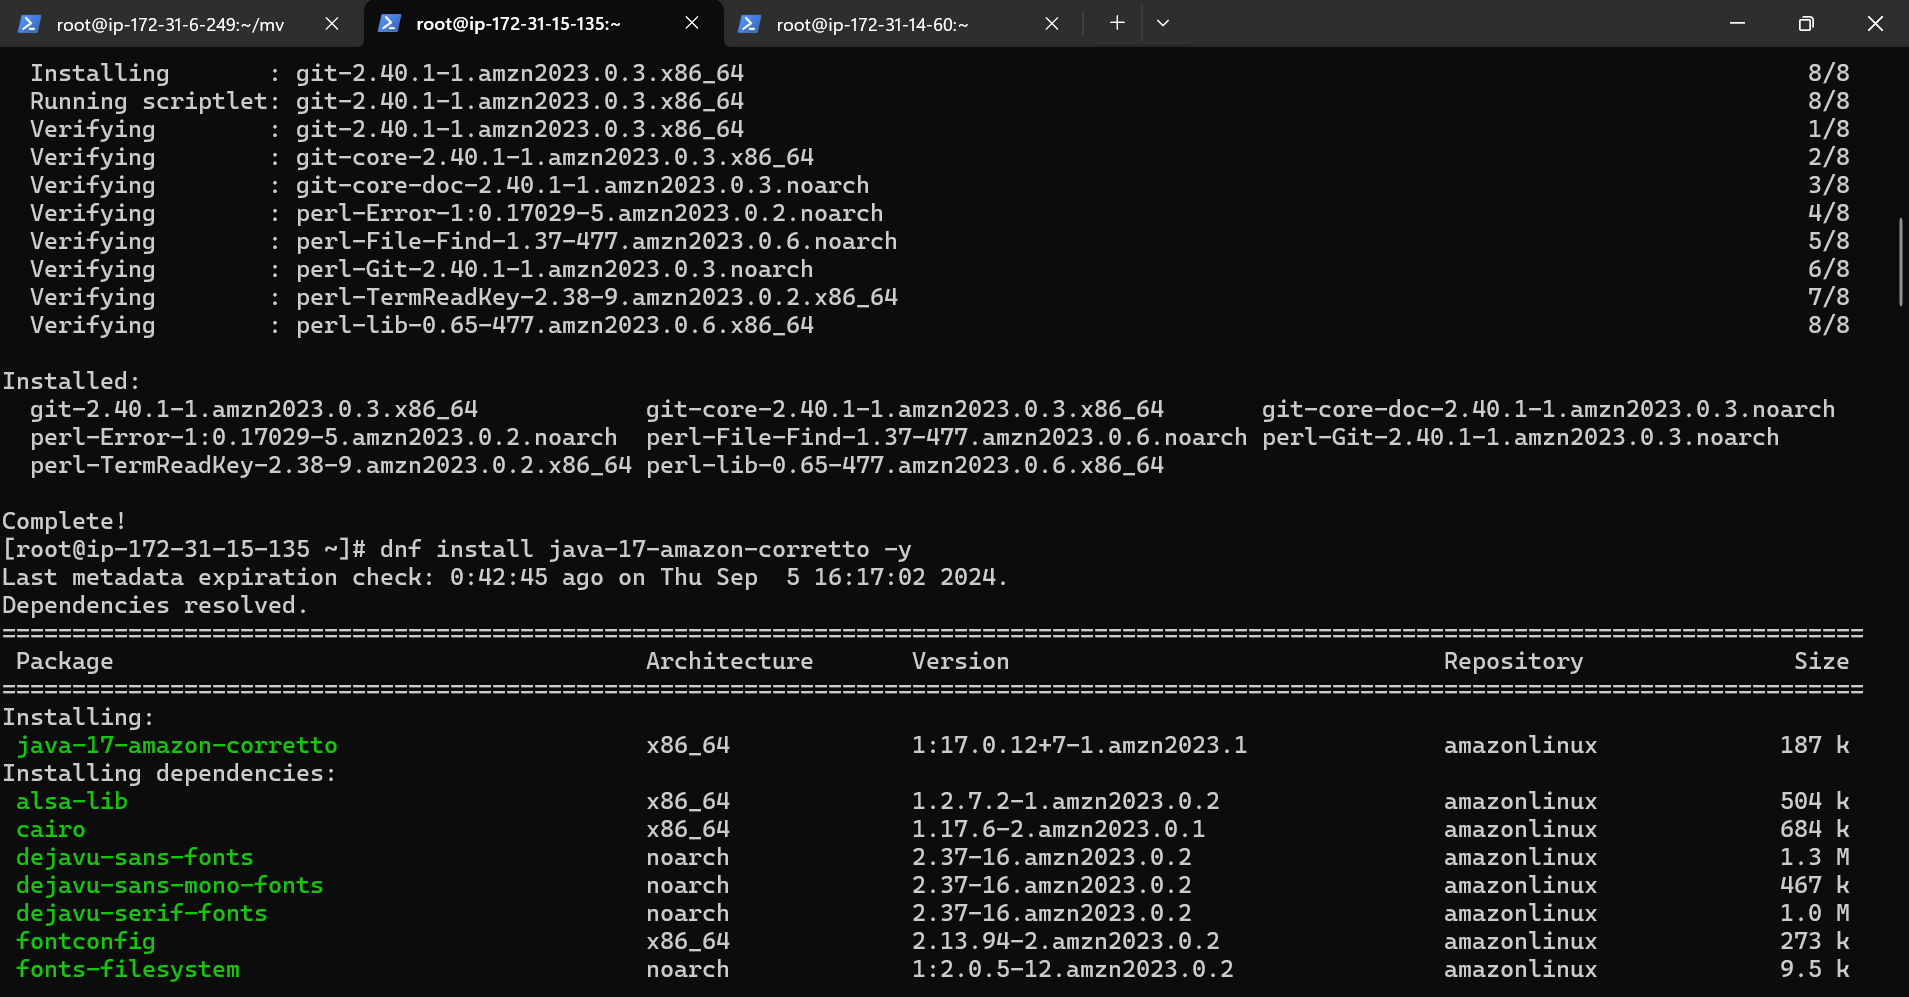 root@ip-172-31-6-249:~/mv root@ip-172-31-15-135:~ root@ip-172-31-14-60:~
Installing : git-2.40.1-1.amzn2023.0.3.x86_64 8/8
Running scriptlet: git-2.40.1-1.amzn2023.0.3.x86_64 8/8
Verifying : git-2.40.1-1.amzn2023.0.3.x86_64 1/8
Verifying : git-core-2.40.1-1.amzn2023.0.3.x86_64 2/8
Verifying : git-core-doc-2.40.1-1.amzn2023.0.3.noarch 3/8
Verifying : perl-Error-1:0.17029-5.amzn2023.0.2.noarch 4/8
Verifying : perl-File-Find-1.37-477.amzn2023.0.6.noarch 5/8
Verifying : perl-Git-2.40.1-1.amzn2023.0.3.noarch 6/8
Verifying : perl-TermReadKey-2.38-9.amzn2023.0.2.x86_64 7/8
Verifying : perl-lib-0.65-477.amzn2023.0.6.x86_64 8/8
Installed:
git-2.40.1-1.amzn2023.0.3.x86_64 git-core-2.40.1-1.amzn2023.0.3.x86_64 git-core-doc-2.40.1-1.amzn2023.0.3.noarch
perl-Error-1:0.17029-5.amzn2023.0.2.noarch perl-File-Find-1.37-477.amzn2023.0.6.noarch perl-Git-2.40.1-1.amzn2023.0.3.noarch
perl-TermReadKey-2.38-9.amzn2023.0.2.x86_64 perl-lib-0.65-477.amzn2023.0.6.x86_64
Complete!
[root@ip-172-31-15-135 ~]# dnf install java-17-amazon-corretto -y
Last metadata expiration check: 0:42:45 ago on Thu Sep  5 16:17:02 2024.
Dependencies resolved.
=====================================================================================================================================
Package Architecture Version Repository Size
=====================================================================================================================================
Installing:
java-17-amazon-corretto x86_64 1:17.0.12+7-1.amzn2023.1 amazonlinux 187 k
Installing dependencies:
alsa-lib x86_64 1.2.7.2-1.amzn2023.0.2 amazonlinux 504 k
cairo x86_64 1.17.6-2.amzn2023.0.1 amazonlinux 684 k
dejavu-sans-fonts noarch 2.37-16.amzn2023.0.2 amazonlinux 1.3 M
dejavu-sans-mono-fonts noarch 2.37-16.amzn2023.0.2 amazonlinux 467 k
dejavu-serif-fonts noarch 2.37-16.amzn2023.0.2 amazonlinux 1.0 M
fontconfig x86_64 2.13.94-2.amzn2023.0.2 amazonlinux 273 k
fonts-filesystem noarch 1:2.0.5-12.amzn2023.0.2 amazonlinux 9.5 k